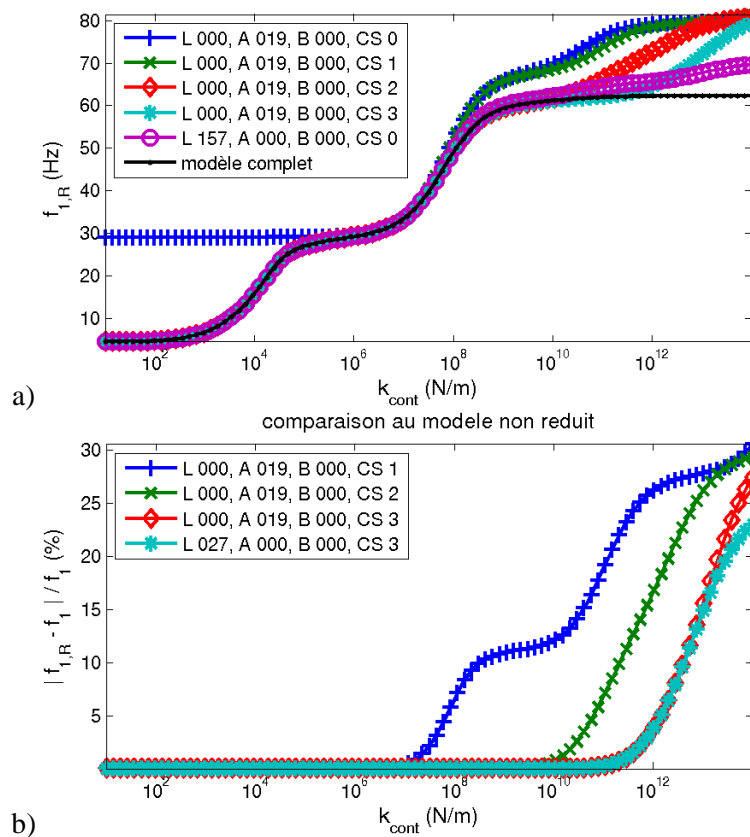 80
70
60
50
40
30
20
10
f1,R (Hz)
L 000, A 019, B 000, CS 0
L 000, A 019, B 000, CS 1
L 000, A 019, B 000, CS 2
L 000, A 019, B 000, CS 3
L 157, A 000, B 000, CS 0
modèle complet
10^2 10^4 10^6 10^8 10^10 10^12
k_cont (N/m)
a)
comparaison au modele non reduit
30
25
20
15
10
5
| f1,R - f1 | / f1 (%)
L 000, A 019, B 000, CS 1
L 000, A 019, B 000, CS 2
L 000, A 019, B 000, CS 3
L 027, A 000, B 000, CS 3
10^2 10^4 10^6 10^8 10^10 10^12
k_cont (N/m)
b)